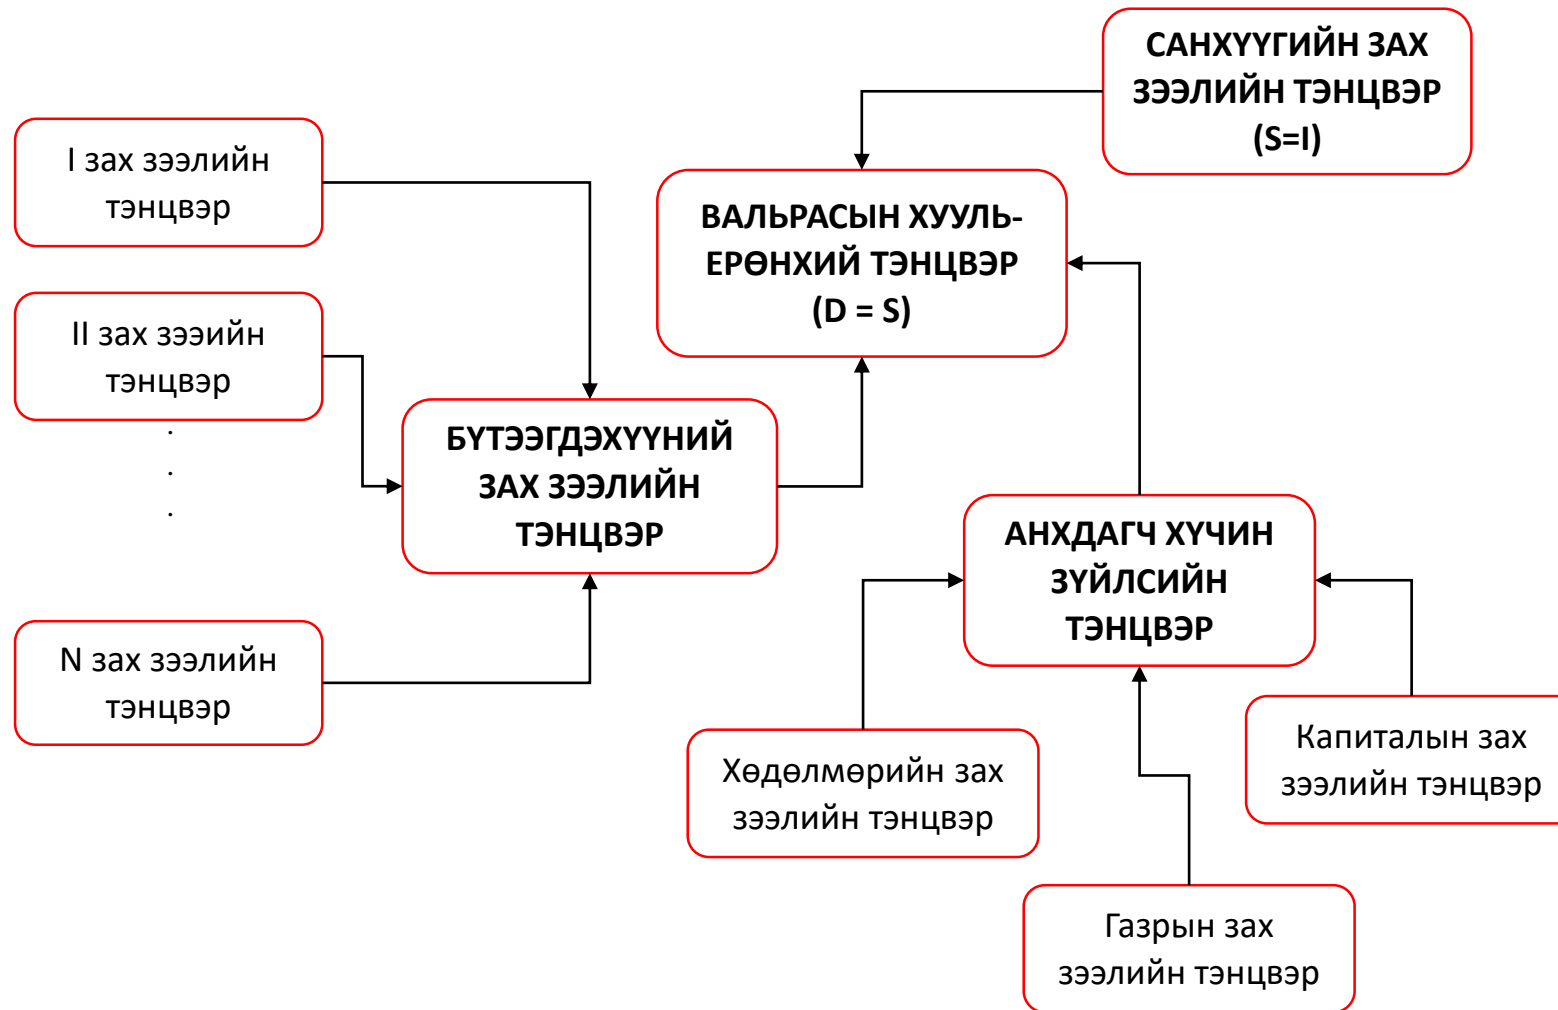 САНХҮҮГИЙН ЗАХ
ЗЭЭЛИЙН ТЭНЦВЭР
(S=I)
I зах зээлийн
тэнцвэр
ВАЛЬРАСЫН ХУУЛЬ-
ЕРӨНХИЙ ТЭНЦВЭР
(D = S)
II зах зээийн
тэнцвэр
.
.
.
БҮТЭЭГДЭХҮҮНИЙ
ЗАХ ЗЭЭЛИЙН
ТЭНЦВЭР
АНХДАГЧ ХҮЧИН
ЗҮЙЛСИЙН
ТЭНЦВЭР
N зах зээлийн
тэнцвэр
Хөдөлмөрийн зах
зээлийн тэнцвэр
Капиталын зах
зээлийн тэнцвэр
Газрын зах
зээлийн тэнцвэр